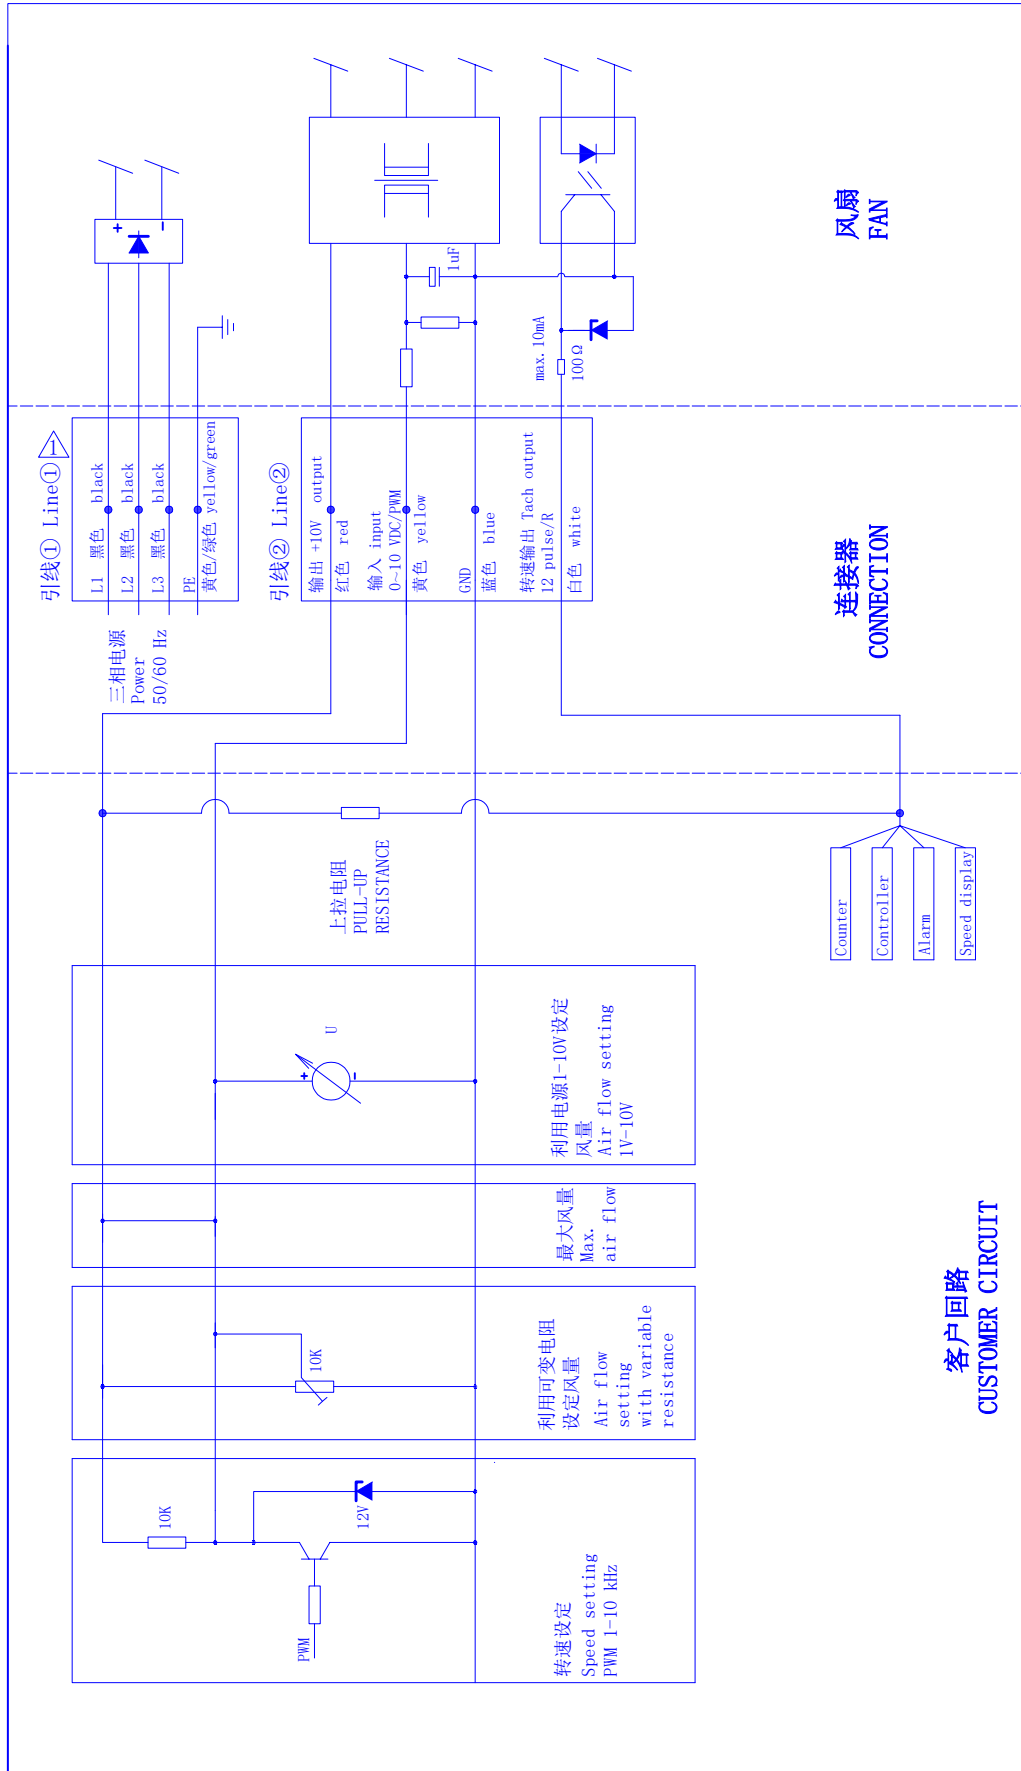 客户回路
CUSTOMER CIRCUIT
连接器
CONNECTION
风扇
FAN
引线① Line①
1
L1 黑色 black
L2 黑色 black
L3 黑色 black
PE
黄色/绿色 yellow/green
三相电源
Power
50/60 Hz
+
−
引线② Line②
输出 +10V output
红色 red
输入 input
0~10 VDC/PWM
黄色 yellow
GND
蓝色 blue
转速输出 Tach output
12 pulse/R
白色 white
1uF
max. 10mA
100Ω
上拉电阻
PULL-UP
RESISTANCE
Counter
Controller
Alarm
Speed display
U
+
−
利用电源1-10V设定
风量
Air flow setting
1V-10V
最大风量
Max.
air flow
10K
利用可变电阻
设定风量
Air flow
setting
with variable
resistance
10K
12V
PWM
转速设定
Speed setting
PWM 1-10 kHz